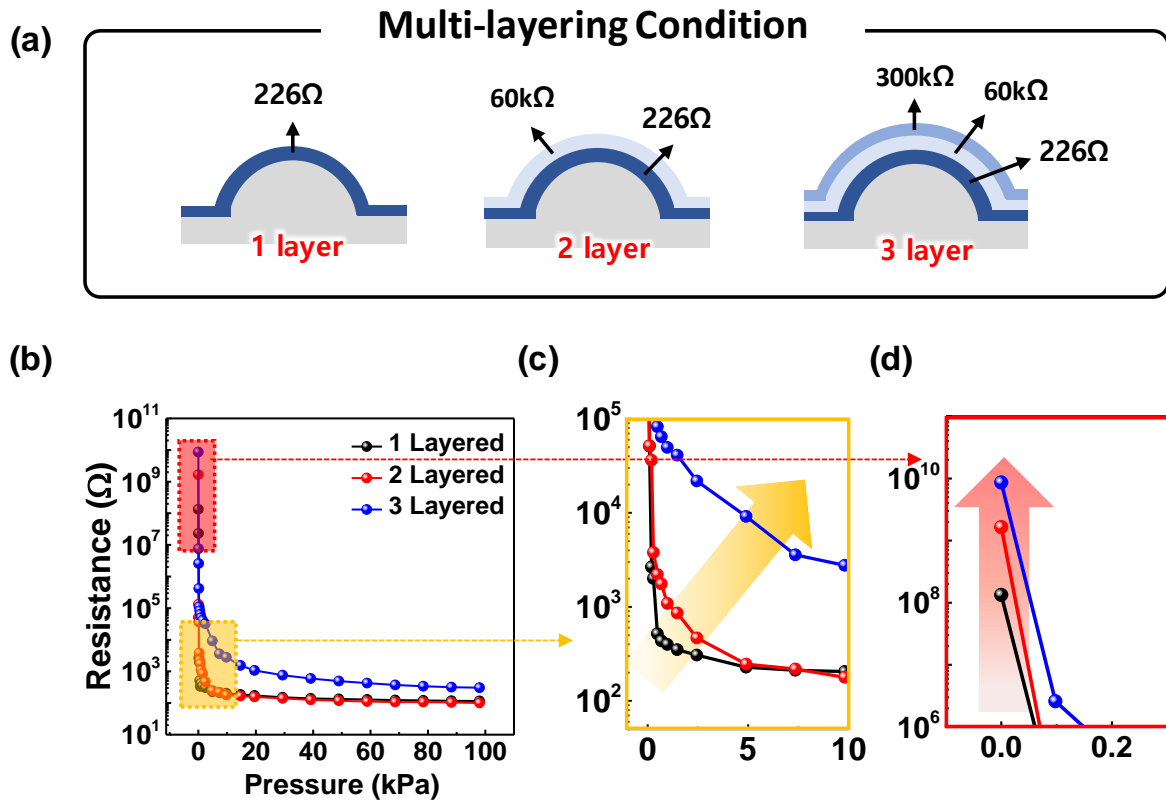 (a)
Multi-layering Condition
226Ω
1 layer
60kΩ
226Ω
2 layer
300kΩ
60kΩ
226Ω
3 layer
(b)
Resistance (Ω)
10¹¹
10⁹
10⁷
10⁵
10³
10¹
1 Layered
2 Layered
3 Layered
0 20 40 60 80 100
Pressure (kPa)
(c)
10⁵
10⁴
10³
10²
0 5 10
(d)
10¹⁰
10⁸
10⁶
0.0 0.2